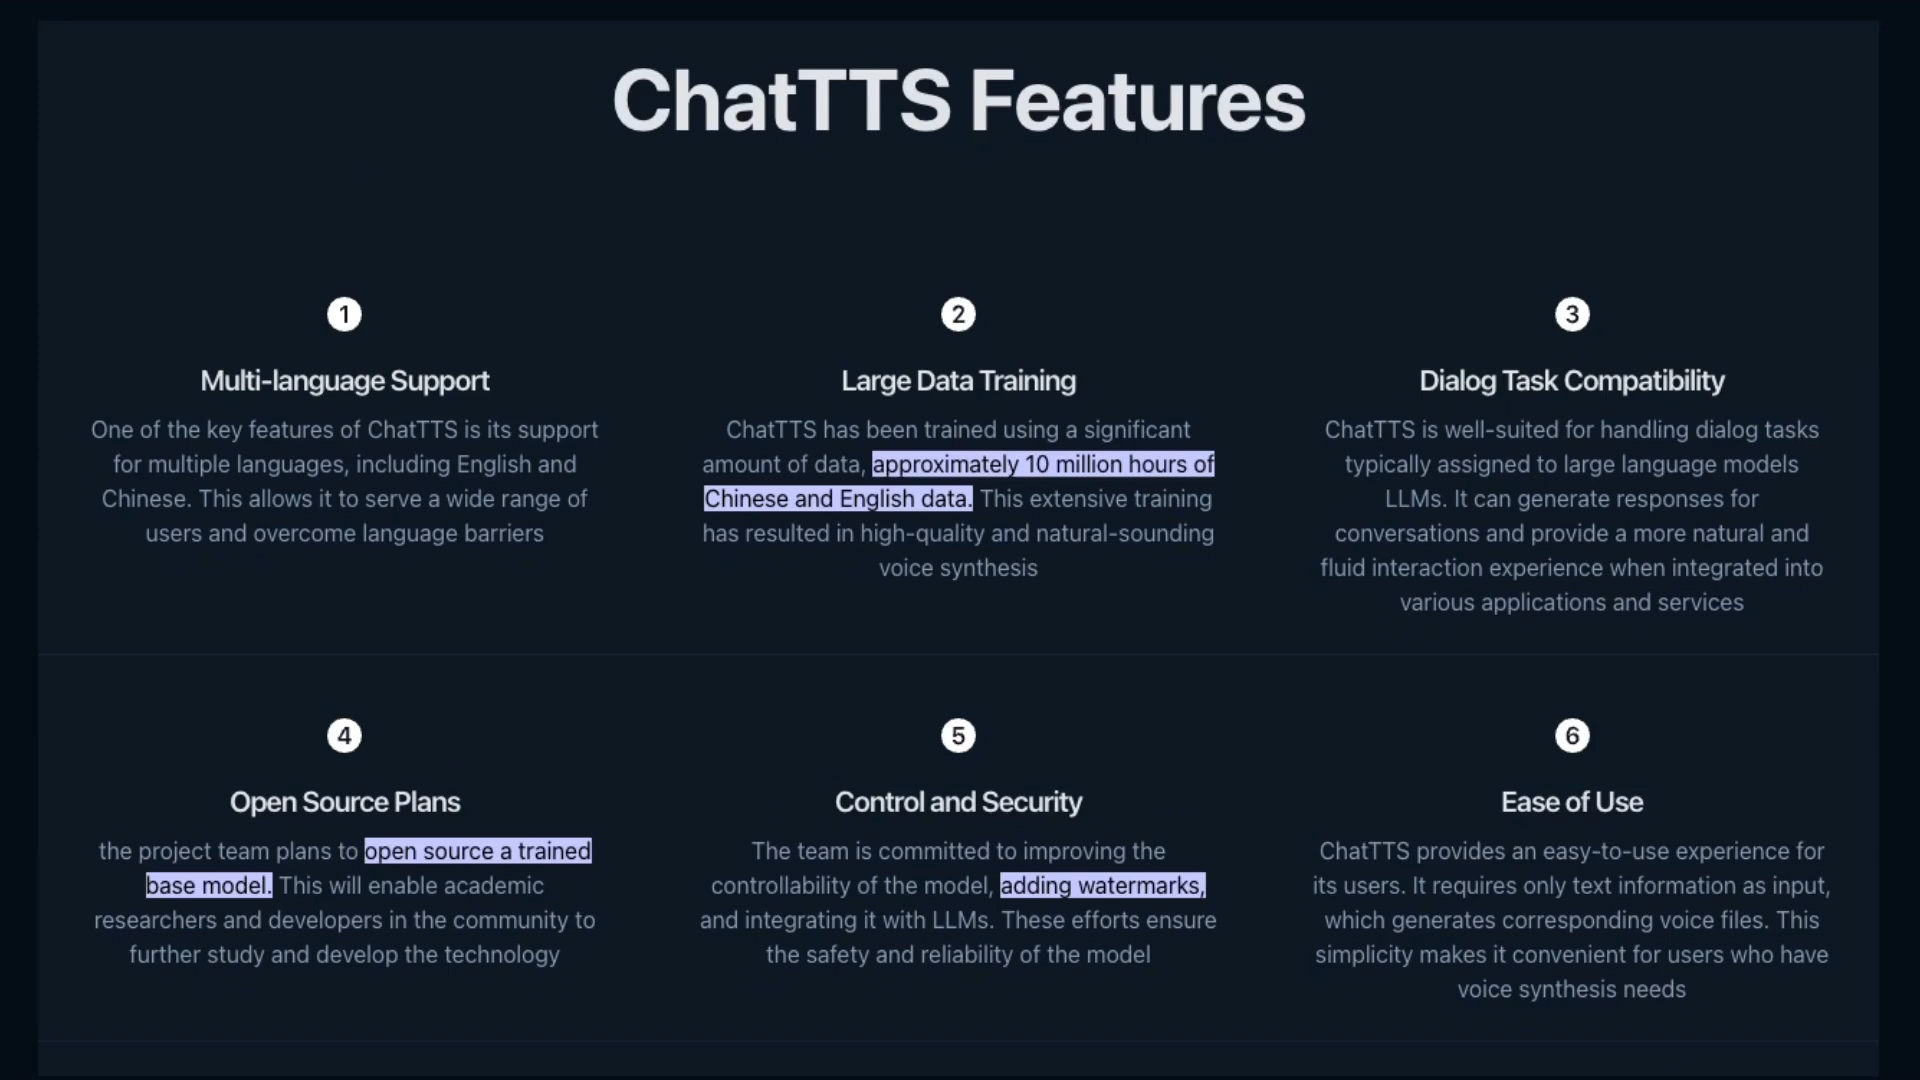 ChatTTS Features
1
Multi-language Support
One of the key features of ChatTTS is its support
for multiple languages, including English and
Chinese. This allows it to serve a wide range of
users and overcome language barriers
2
Large Data Training
ChatTTS has been trained using a significant
amount of data, approximately 10 million hours of
Chinese and English data. This extensive training
has resulted in high-quality and natural-sounding
voice synthesis
3
Dialog Task Compatibility
ChatTTS is well-suited for handling dialog tasks
typically assigned to large language models
LLMs. It can generate responses for
conversations and provide a more natural and
fluid interaction experience when integrated into
various applications and services
4
Open Source Plans
the project team plans to open source a trained
base model. This will enable academic
researchers and developers in the community to
further study and develop the technology
5
Control and Security
The team is committed to improving the
controllability of the model, adding watermarks,
and integrating it with LLMs. These efforts ensure
the safety and reliability of the model
6
Ease of Use
ChatTTS provides an easy-to-use experience for
its users. It requires only text information as input,
which generates corresponding voice files. This
simplicity makes it convenient for users who have
voice synthesis needs